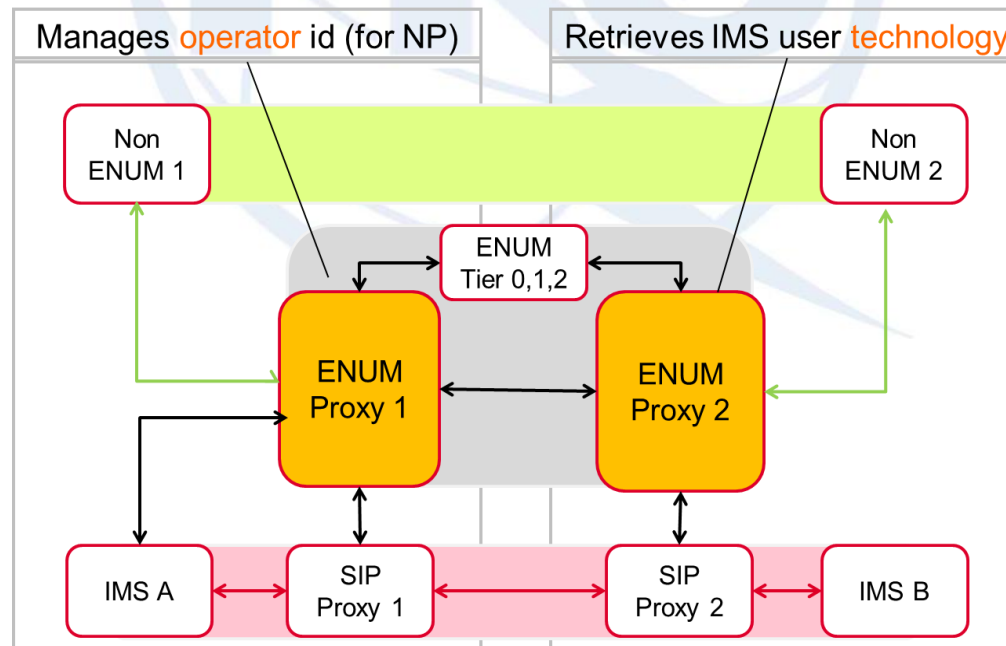 Manages operator id (for NP)
Retrieves IMS user technology
Non
ENUM 1
Non
ENUM 2
ENUM
Tier 0,1,2
ENUM
Proxy 1
ENUM
Proxy 2
IMS A
SIP
Proxy 1
SIP
Proxy 2
IMS B